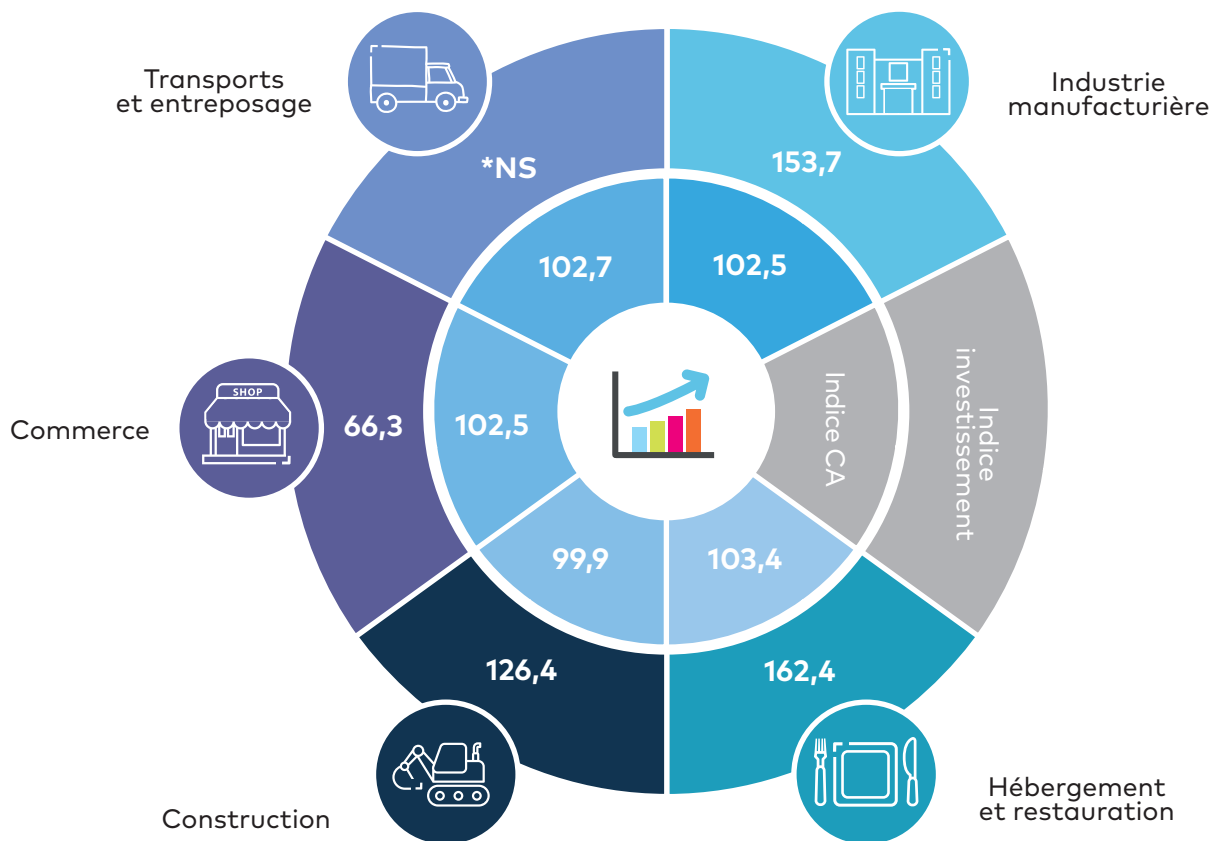 Transports
et entreposage
Industrie
manufacturière
*NS
153,7
102,7
102,5
Commerce
SHOP
66,3
102,5
Indice CA
Indice
investissement
99,9
103,4
126,4
162,4
Construction
Hébergement
et restauration